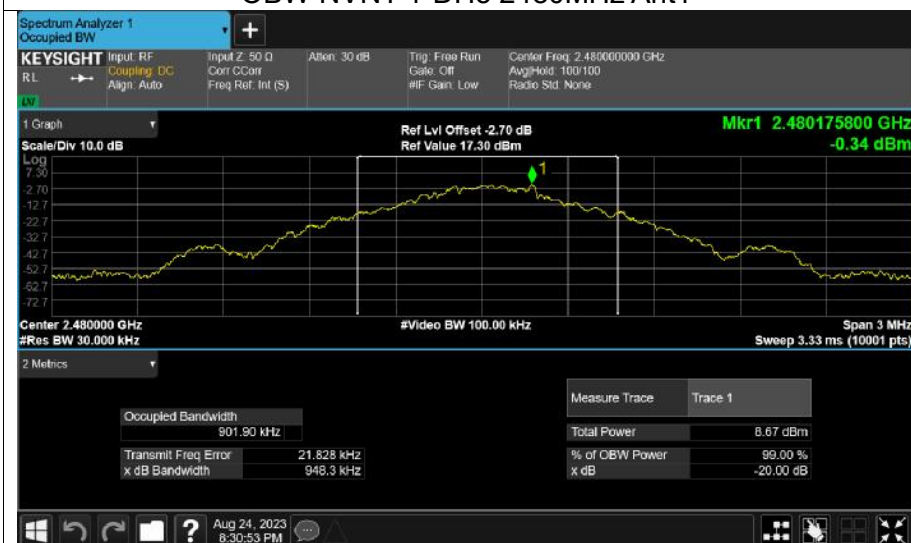 OBW NVNT 1-DH5 2480MHz Ant1
Spectrum Analyzer 1
Occupied BW
+
KEYSIGHT Input: RF Input Z: 50 Ω Atten: 30 dB Trig: Free Run Center Freq: 2.480000000 GHz
RL Coupling: DC Corr CCorr Gate: Off Avg|Hold: 100/100
Align: Auto Freq Ref: Int (S) #IF Gain: Low Radio Std: None
LXI
1 Graph Ref Lvl Offset -2.70 dB Mkr1 2.480175800 GHz
Scale/Div 10.0 dB Ref Value 17.30 dBm -0.34 dBm
Log
7.30
1
-2.70
-12.7
-22.7
-32.7
-42.7
-52.7
-62.7
-72.7
Center 2.480000 GHz #Video BW 100.00 kHz Span 3 MHz
#Res BW 30.000 kHz Sweep 3.33 ms (10001 pts)
2 Metrics
Measure Trace Trace 1
Occupied Bandwidth
901.90 kHz Total Power 8.67 dBm
Transmit Freq Error 21.828 kHz % of OBW Power 99.00 %
x dB Bandwidth 948.3 kHz x dB -20.00 dB
? Aug 24, 2023
8:30:53 PM